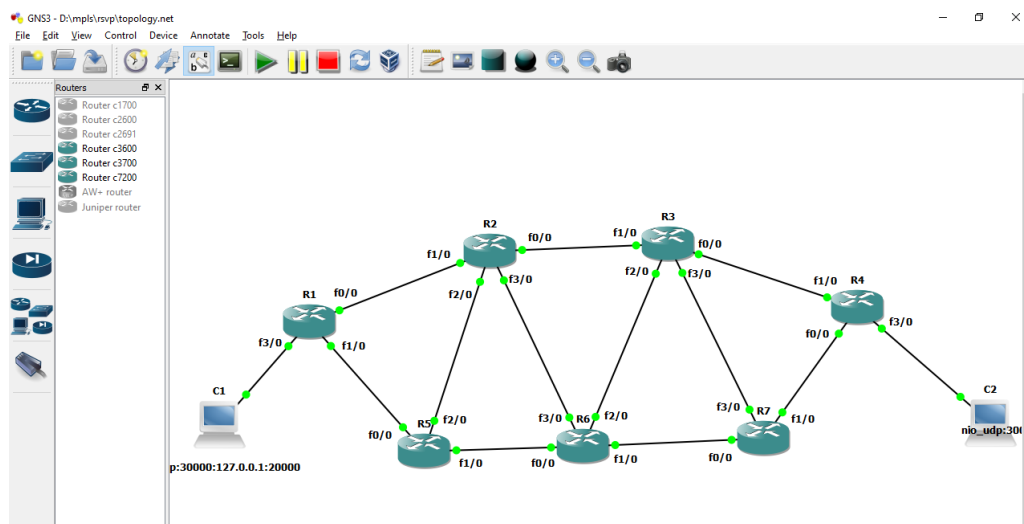 GNS3 - D:\mpls\rsvp\topology.net
File Edit View Control Device Annotate Tools Help
Routers
Router c1700
Router c2600
Router c2691
Router c3600
Router c3700
Router c7200
AW+ router
Juniper router
R3
R2
f0/0
f1/0
f0/0
f1/0
f2/0
f3/0
f3/0
f2/0
f1/0
R4
R1
f0/0
f3/0
f0/0
f3/0
f1/0
C1
C2
R5
f2/0
f3/0
R6
f2/0
f3/0
R7
f1/0
nio_udp:300
f0/0
f1/0
f0/0
f1/0
f0/0
p:30000:127.0.0.1:20000